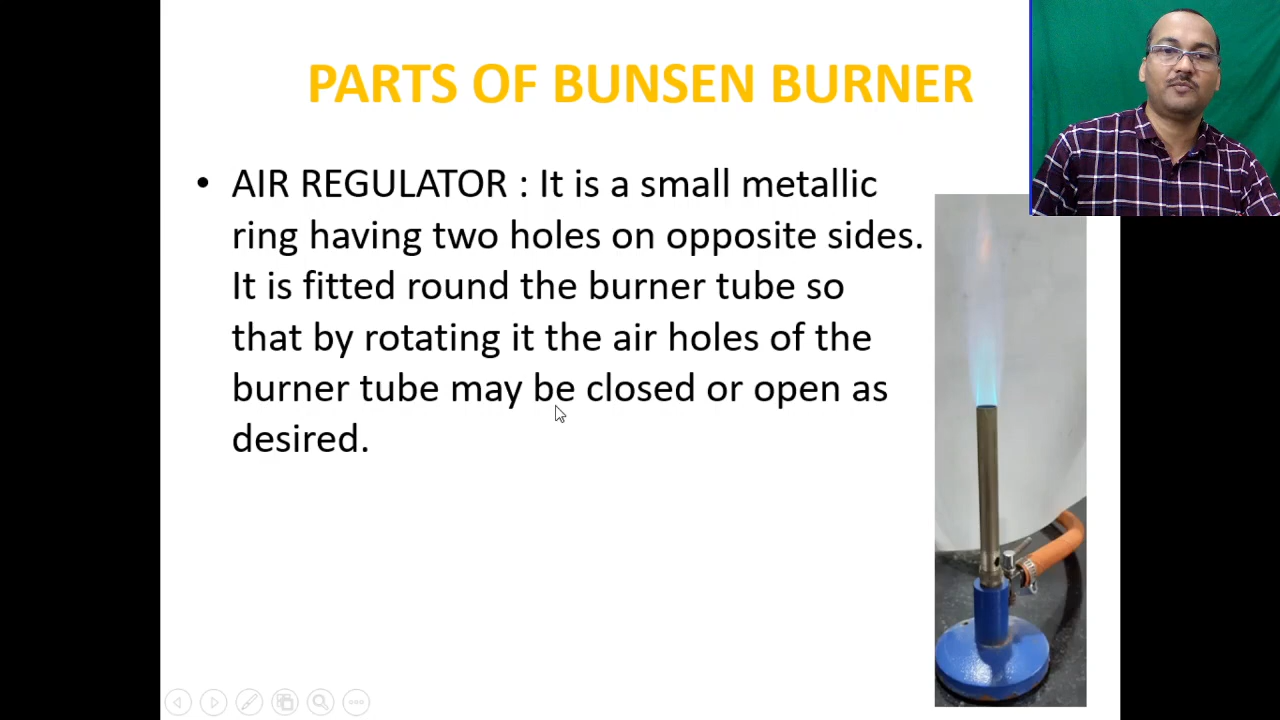 PARTS OF BUNSEN BURNER
• AIR REGULATOR : It is a small metallic
ring having two holes on opposite sides.
It is fitted round the burner tube so
that by rotating it the air holes of the
burner tube may be closed or open as
desired.